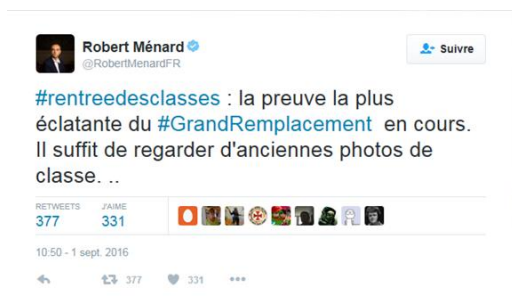 Robert Ménard
@RobertMenardFR
Suivre
#rentreedesclasses : la preuve la plus
éclatante du #GrandRemplacement en cours.
Il suffit de regarder d'anciennes photos de
classe. ..
RETWEETS J'AIME
377 331
10:50 - 1 sept. 2016
377 331